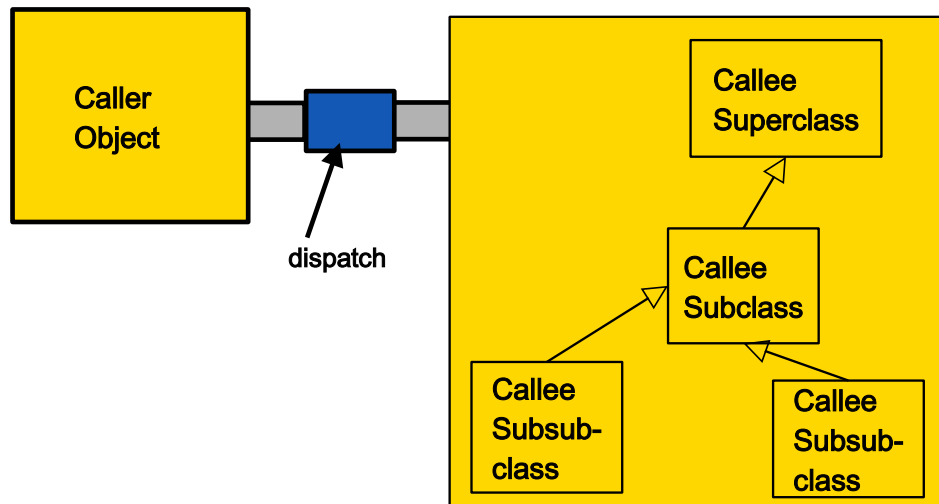 Caller
Object
dispatch
Callee
Superclass
Callee
Subclass
Callee
Subsub-
class
Callee
Subsub-
class